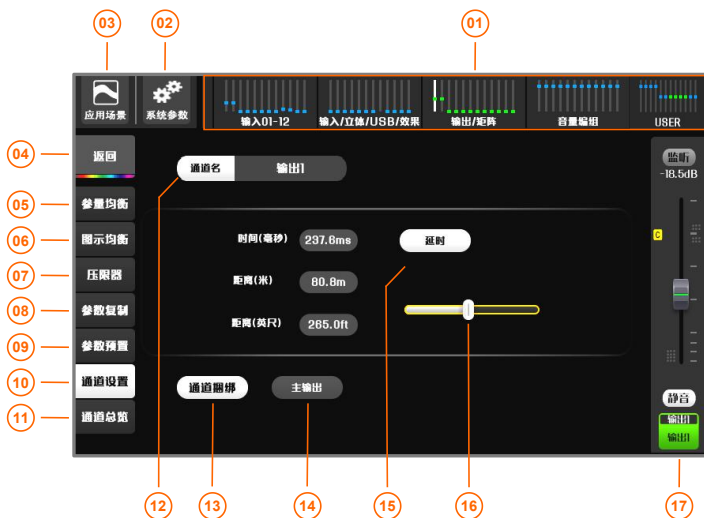 03
02
01
应用场景
系统参数
输入01-12
输入/立体/USB/效果
输出/矩阵
音量编组
USER
04
返回
通道名
输出1
监听
-18.5dB
05
参量均衡
06
图示均衡
时间(毫秒)
237.6ms
延时
C
07
压限器
距离(米)
80.8m
08
参数复制
距离(英尺)
265.0ft
09
参数预置
10
通道设置
通道捆绑
主输出
静音
11
通道总览
输出1
输出1
12
13
14
15
16
17